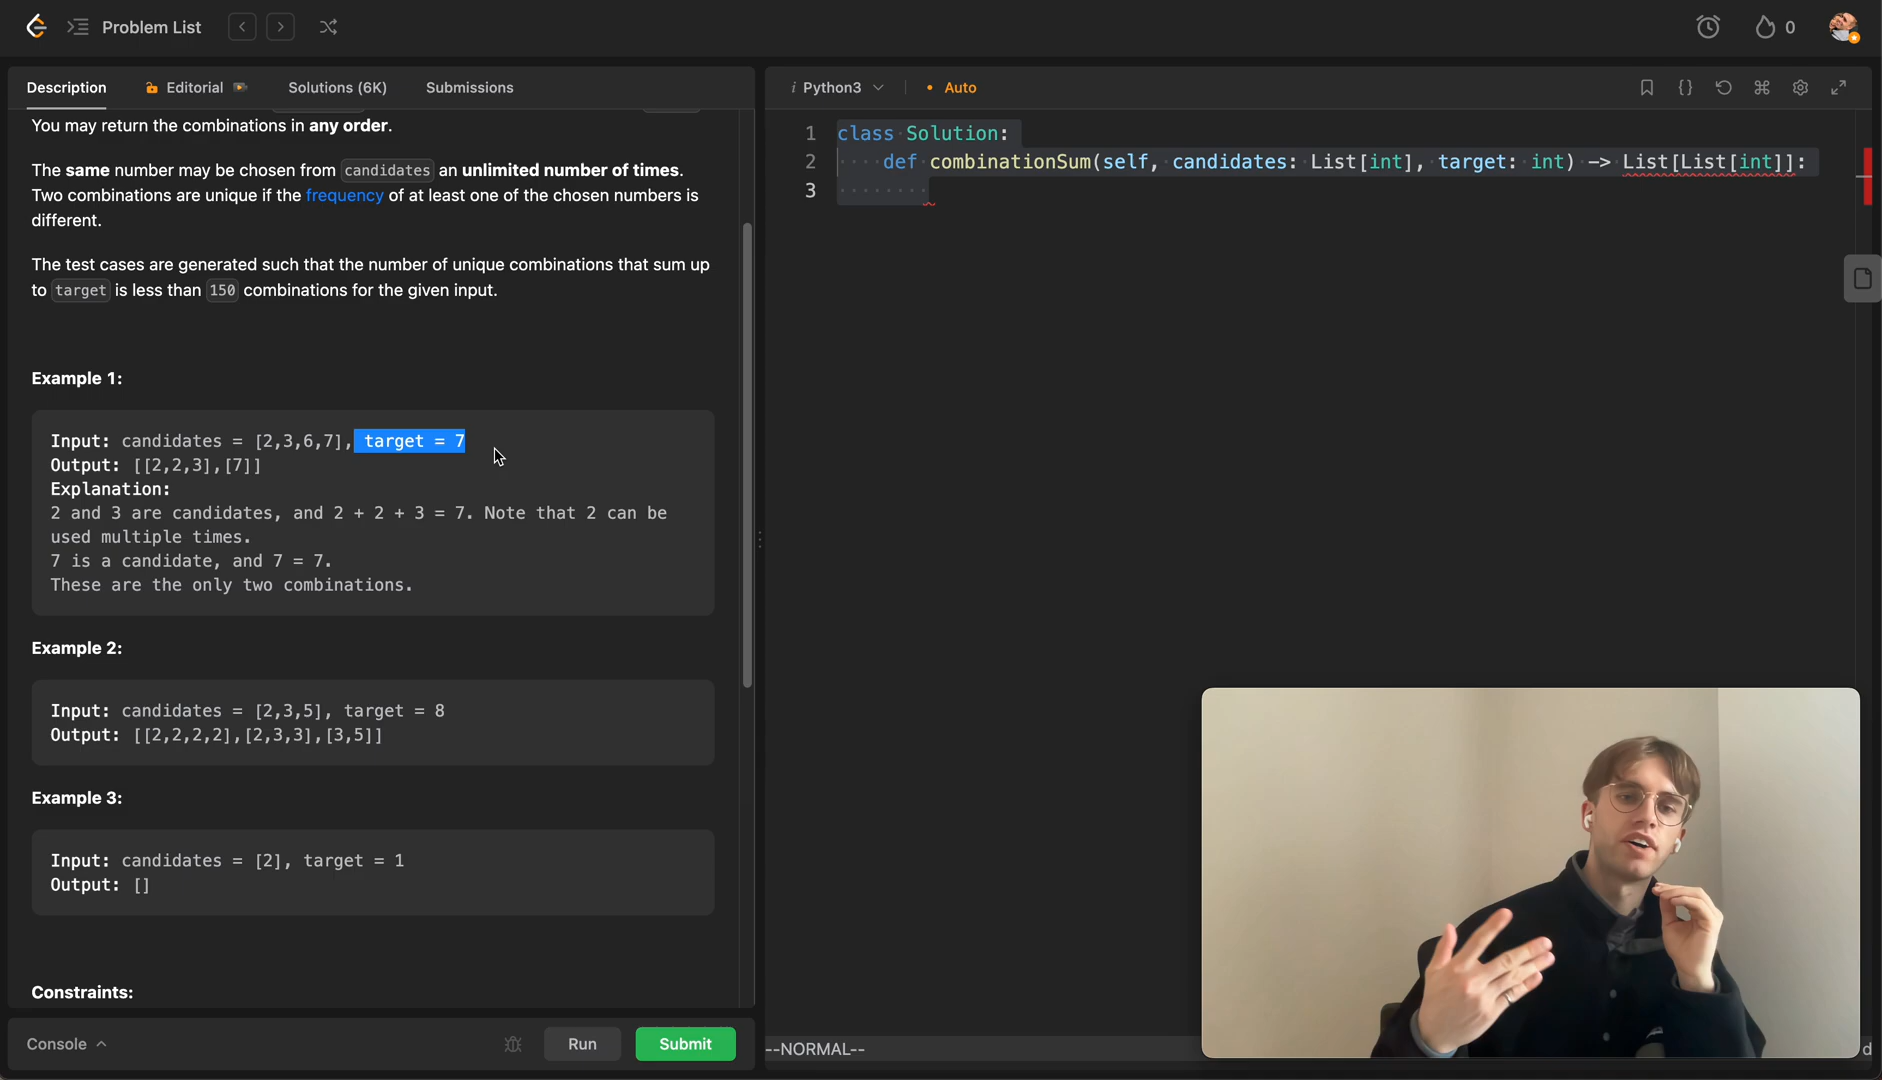 Problem List
0
Description
Editorial
Solutions (6K)
Submissions
You may return the combinations in any order.
The same number may be chosen from candidates an unlimited number of times.
Two combinations are unique if the frequency of at least one of the chosen numbers is
different.
The test cases are generated such that the number of unique combinations that sum up
to target is less than 150 combinations for the given input.
Example 1:
Input: candidates = [2,3,6,7], target = 7
Output: [[2,2,3],[7]]
Explanation:
2 and 3 are candidates, and 2 + 2 + 3 = 7. Note that 2 can be
used multiple times.
7 is a candidate, and 7 = 7.
These are the only two combinations.
Example 2:
Input: candidates = [2,3,5], target = 8
Output: [[2,2,2,2],[2,3,3],[3,5]]
Example 3:
Input: candidates = [2], target = 1
Output: []
Constraints:
Console
Run
Submit
i Python3
Auto
1 class Solution:
2 def combinationSum(self, candidates: List[int], target: int) -> List[List[int]]:
3
--NORMAL--
d